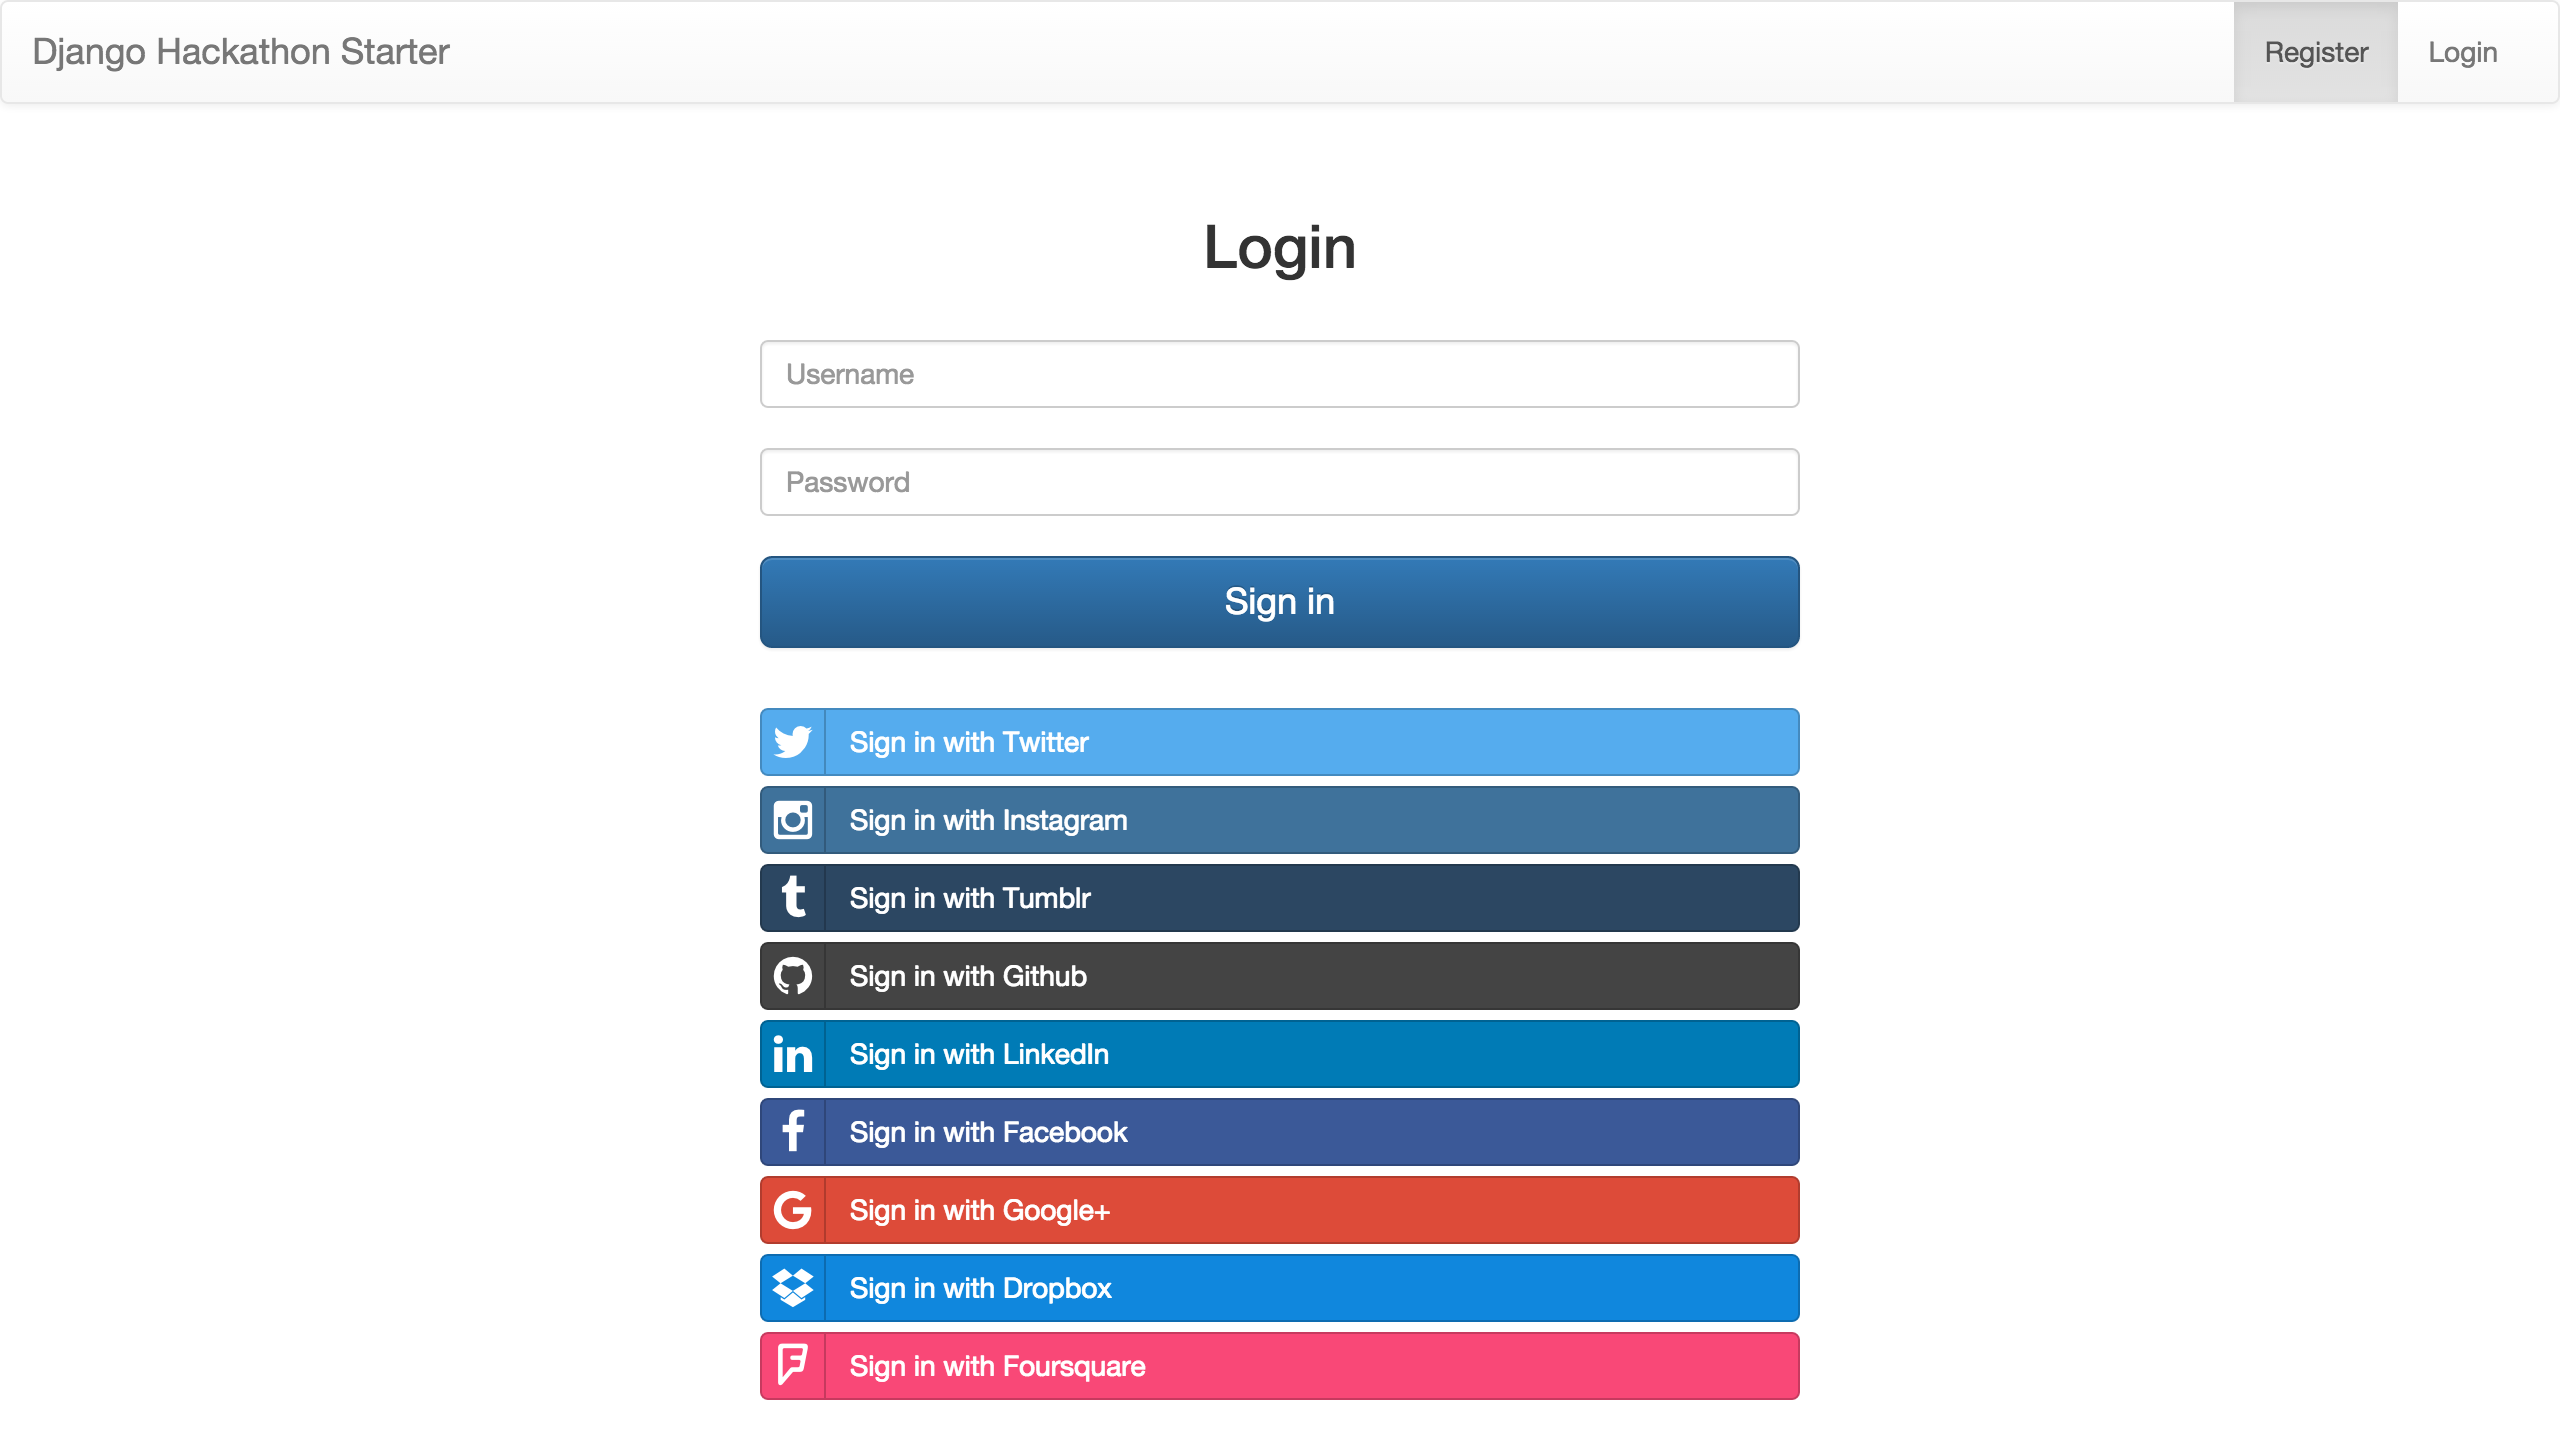 Django Hackathon Starter
Register
Login
Login
Username
Password
Sign in
Sign in with Twitter
Sign in with Instagram
Sign in with Tumblr
Sign in with Github
Sign in with LinkedIn
Sign in with Facebook
Sign in with Google+
Sign in with Dropbox
Sign in with Foursquare